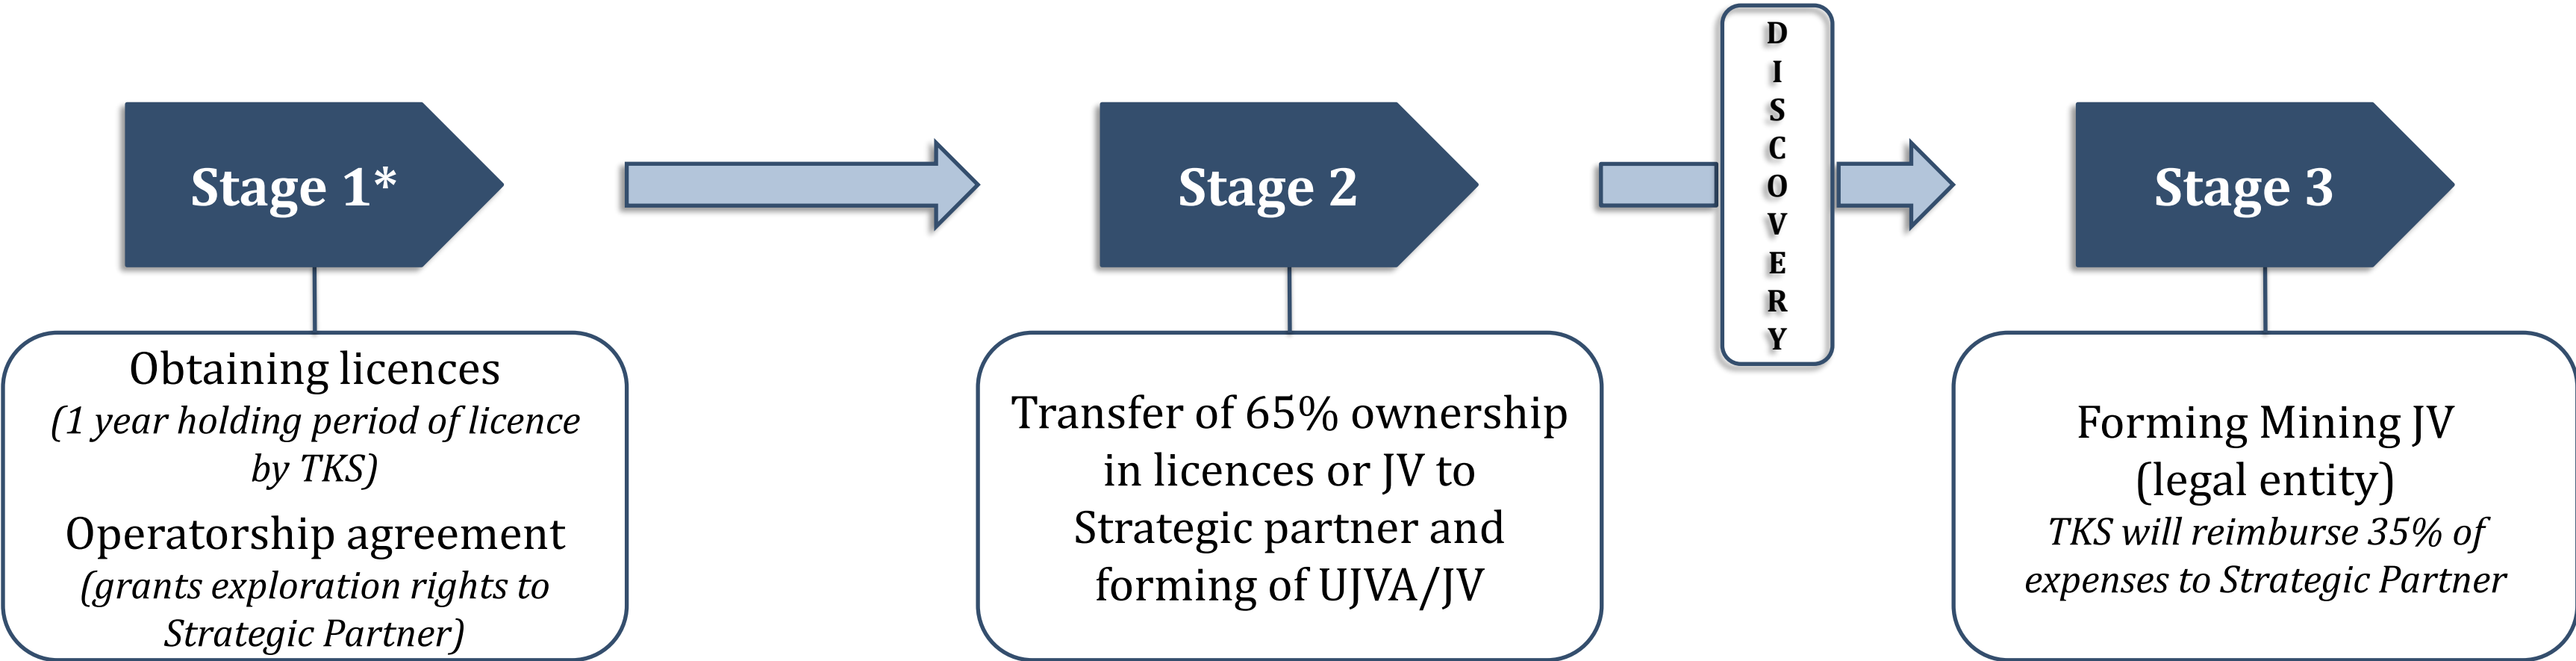 Stage 1*
Obtaining licences
(1 year holding period of licence
by TKS)
Operatorship agreement
(grants exploration rights to
Strategic Partner)
Stage 2
Transfer of 65% ownership
in licences or JV to
Strategic partner and
forming of UJVA/JV
D
I
S
C
O
V
E
R
Y
Stage 3
Forming Mining JV
(legal entity)
TKS will reimburse 35% of
expenses to Strategic Partner